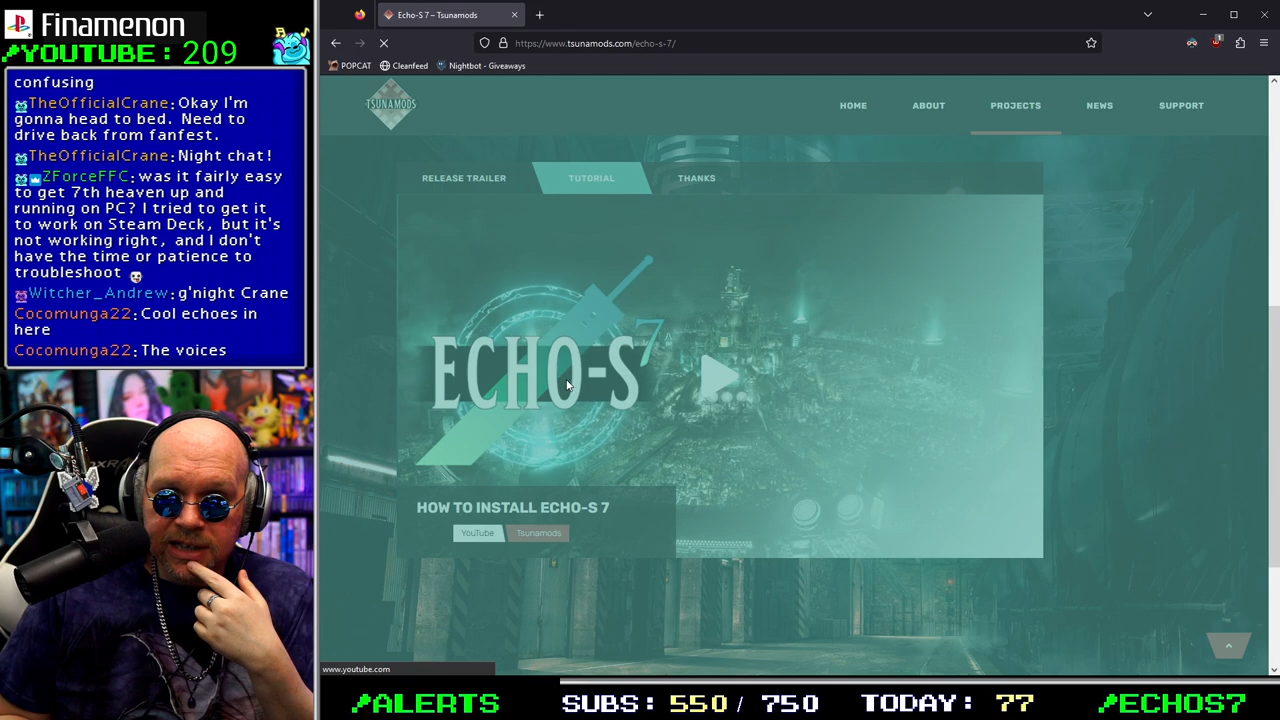 Finamenon
/YOUTUBE: 209
confusing
TheOfficialCrane: Okay I'm
gonna head to bed. Need to
drive back from fanfest.
TheOfficialCrane: Night chat!
ZForceFFC: was it fairly easy
to get 7th heaven up and
running on PC? I tried to get it
to work on Steam Deck, but it's
not working right, and I don't
have the time or patience to
troubleshoot
Witcher_Andrew: g'night Crane
Cocomunga22: Cool echoes in
here
Cocomunga22: The voices
Echo-S 7 – Tsunamods
https://www.tsunamods.com/echo-s-7/
POPCAT
Cleanfeed
Nightbot - Giveaways
TSUNAMODS
HOME
ABOUT
PROJECTS
NEWS
SUPPORT
RELEASE TRAILER
TUTORIAL
THANKS
ECHO-S 7
HOW TO INSTALL ECHO-S 7
YouTube
Tsunamods
www.youtube.com
/ALERTS
SUBS: 550/ 750
TODAY: 77
/ECHOS7